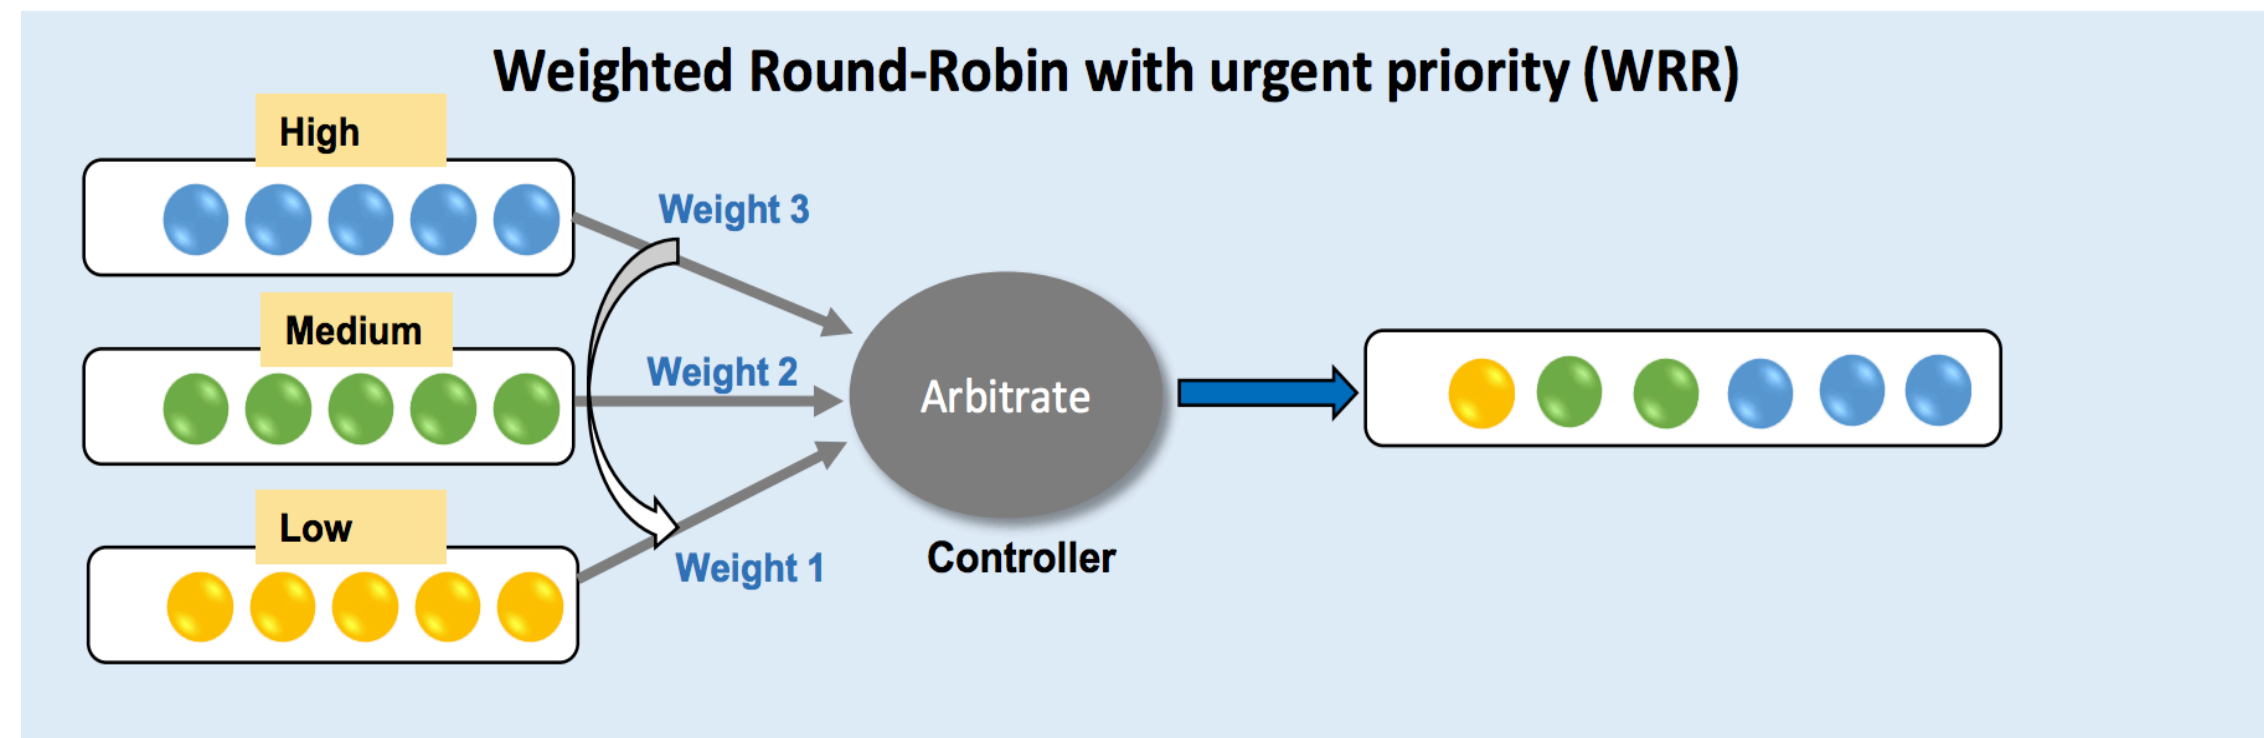 Weighted Round-Robin with urgent priority (WRR)
High
Weight 3
Medium
Weight 2
Arbitrate
Low
Weight 1
Controller